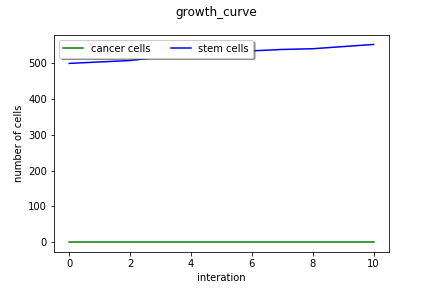 growth_curve
cancer cells
stem cells
500
400
300
200
100
0
number of cells
0 2 4 6 8 10
interation